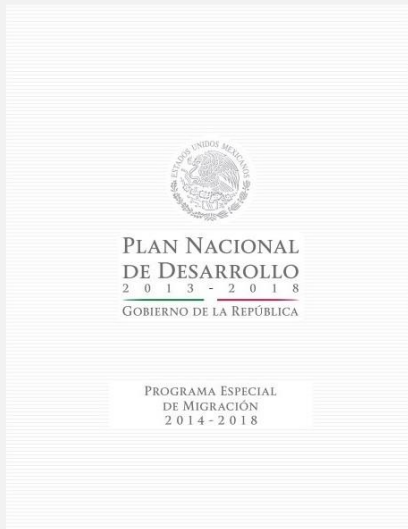 ESTADOS UNIDOS MEXICANOS
PLAN NACIONAL
DE DESARROLLO
2013-2018
GOBIERNO DE LA REPÚBLICA
PROGRAMA ESPECIAL
DE MIGRACIÓN
2014-2018